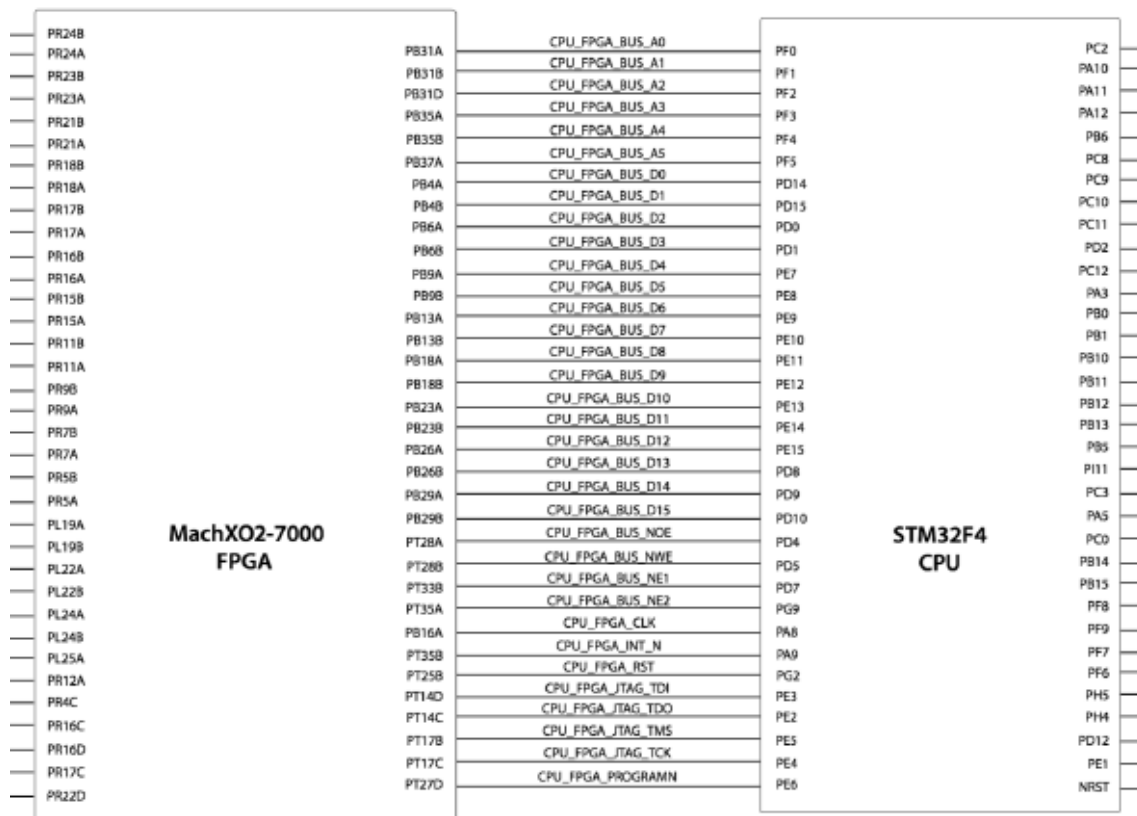 PR24B
PR24A
PR23B
PR23A
PR21B
PR21A
PR18B
PR18A
PR17B
PR17A
PR16B
PR16A
PR15B
PR15A
PR11B
PR11A
PR9B
PR9A
PR7B
PR7A
PR5B
PR5A
PL19A
PL19B
PL22A
PL22B
PL24A
PL24B
PL25A
PR12A
PR4C
PR16C
PR16D
PR17C
PR22D
MachXO2-7000
FPGA
PB31A CPU_FPGA_BUS_A0 PF0
PB31B CPU_FPGA_BUS_A1 PF1
PB31D CPU_FPGA_BUS_A2 PF2
PB35A CPU_FPGA_BUS_A3 PF3
PB35B CPU_FPGA_BUS_A4 PF4
PB37A CPU_FPGA_BUS_A5 PF5
PB4A CPU_FPGA_BUS_D0 PD14
PB4B CPU_FPGA_BUS_D1 PD15
PB6A CPU_FPGA_BUS_D2 PD0
PB6B CPU_FPGA_BUS_D3 PD1
PB9A CPU_FPGA_BUS_D4 PE7
PB9B CPU_FPGA_BUS_D5 PE8
PB13A CPU_FPGA_BUS_D6 PE9
PB13B CPU_FPGA_BUS_D7 PE10
PB18A CPU_FPGA_BUS_D8 PE11
PB18B CPU_FPGA_BUS_D9 PE12
PB23A CPU_FPGA_BUS_D10 PE13
PB23B CPU_FPGA_BUS_D11 PE14
PB26A CPU_FPGA_BUS_D12 PE15
PB26B CPU_FPGA_BUS_D13 PD8
PB29A CPU_FPGA_BUS_D14 PD9
PB29B CPU_FPGA_BUS_D15 PD10
PT28A CPU_FPGA_BUS_NOE PD4
PT28B CPU_FPGA_BUS_NWE PD5
PT33B CPU_FPGA_BUS_NE1 PD7
PT35A CPU_FPGA_BUS_NE2 PG9
PB16A CPU_FPGA_CLK PA8
PT35B CPU_FPGA_INT_N PA9
PT25B CPU_FPGA_RST PG2
PT14D CPU_FPGA_JTAG_TDI PE3
PT14C CPU_FPGA_JTAG_TDO PE2
PT17B CPU_FPGA_JTAG_TMS PE5
PT17C CPU_FPGA_JTAG_TCK PE4
PT27D CPU_FPGA_PROGRAMN PE6
STM32F4
CPU
PC2
PA10
PA11
PA12
PB6
PC8
PC9
PC10
PC11
PD2
PC12
PA3
PB0
PB1
PB10
PB11
PB12
PB13
PB5
PI11
PC3
PA5
PC0
PB14
PB15
PF8
PF9
PF7
PF6
PH5
PH4
PD12
PE1
NRST